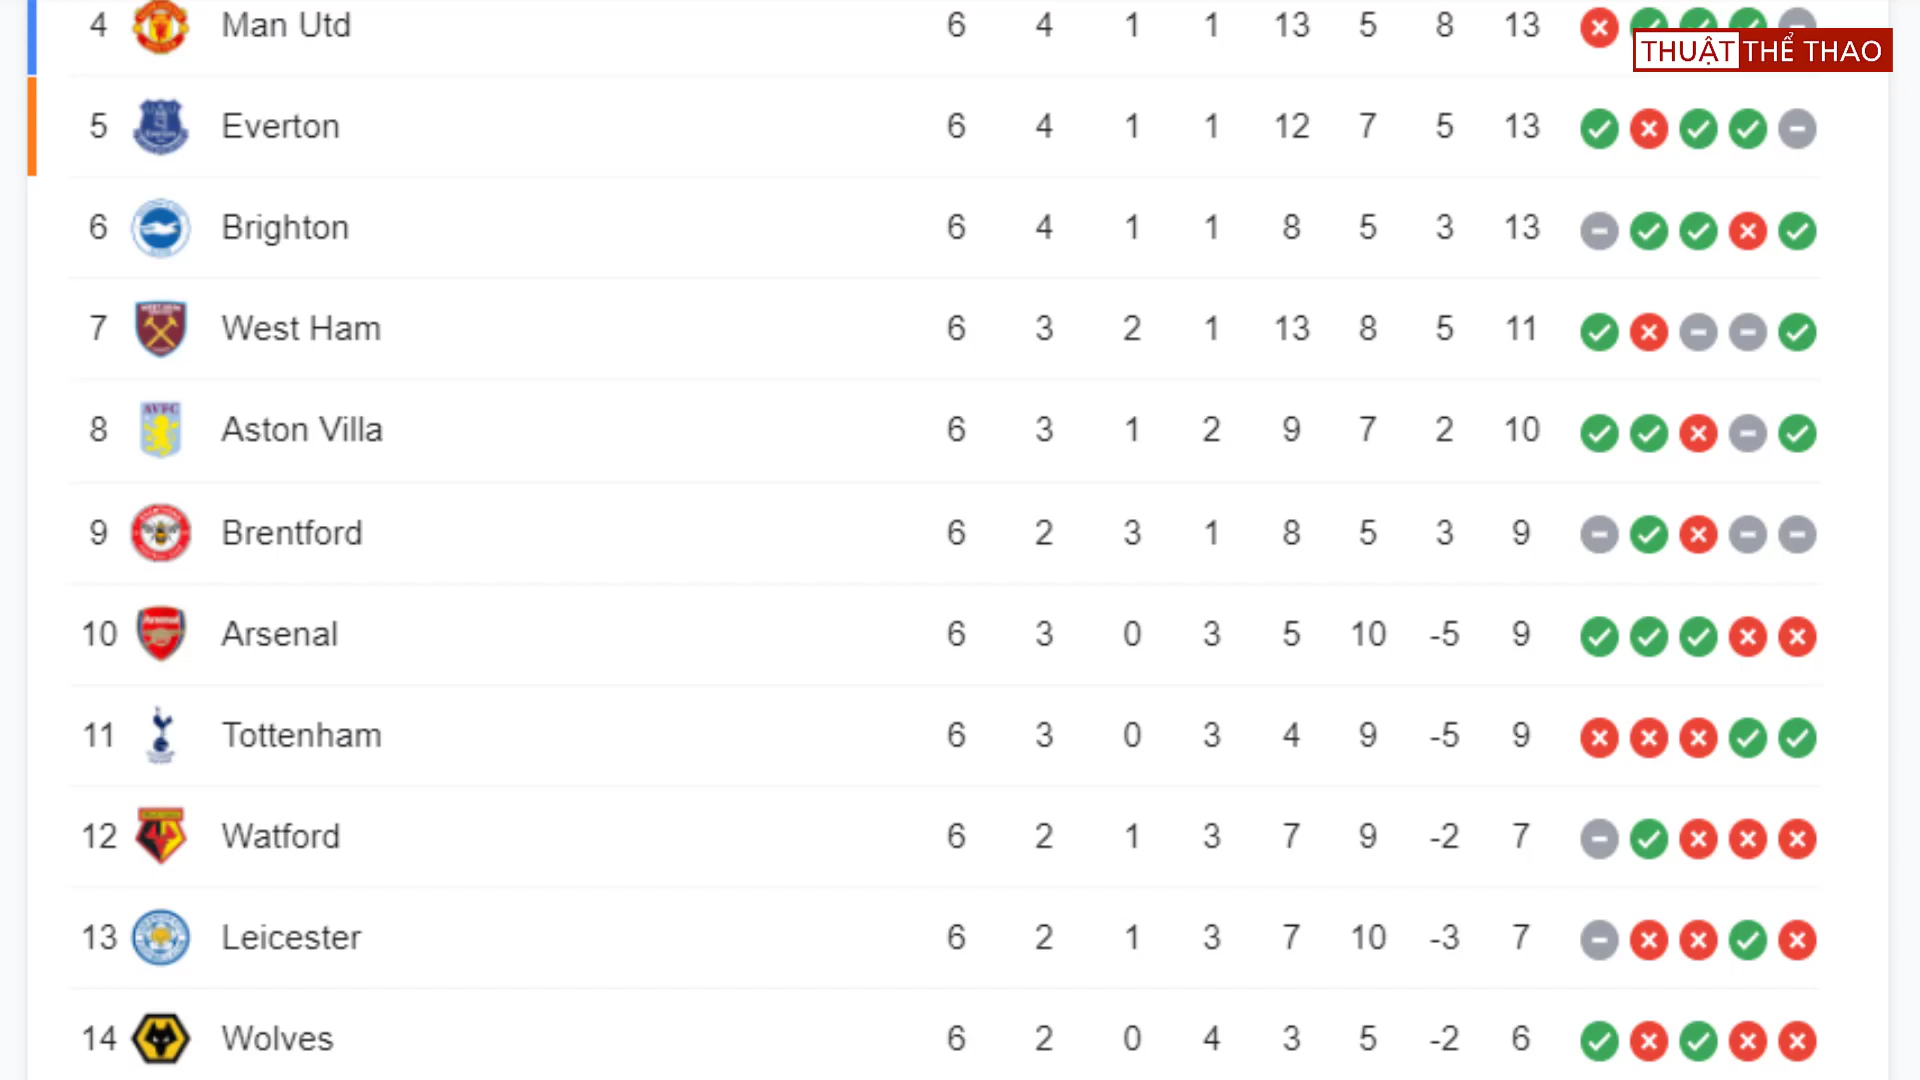 4 Man Utd 6 4 1 1 13 5 8 13
THUẬT THỂ THAO
5 Everton 6 4 1 1 12 7 5 13
6 Brighton 6 4 1 1 8 5 3 13
7 West Ham 6 3 2 1 13 8 5 11
8 Aston Villa 6 3 1 2 9 7 2 10
9 Brentford 6 2 3 1 8 5 3 9
10 Arsenal 6 3 0 3 5 10 -5 9
11 Tottenham 6 3 0 3 4 9 -5 9
12 Watford 6 2 1 3 7 9 -2 7
13 Leicester 6 2 1 3 7 10 -3 7
14 Wolves 6 2 0 4 3 5 -2 6